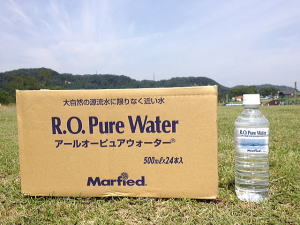 大自然の源流水に限りなく近い水
R.O. Pure Water
アールオーピュアウォーター®
500mℓ×24本入
Marfied®
R.O. Pure Water